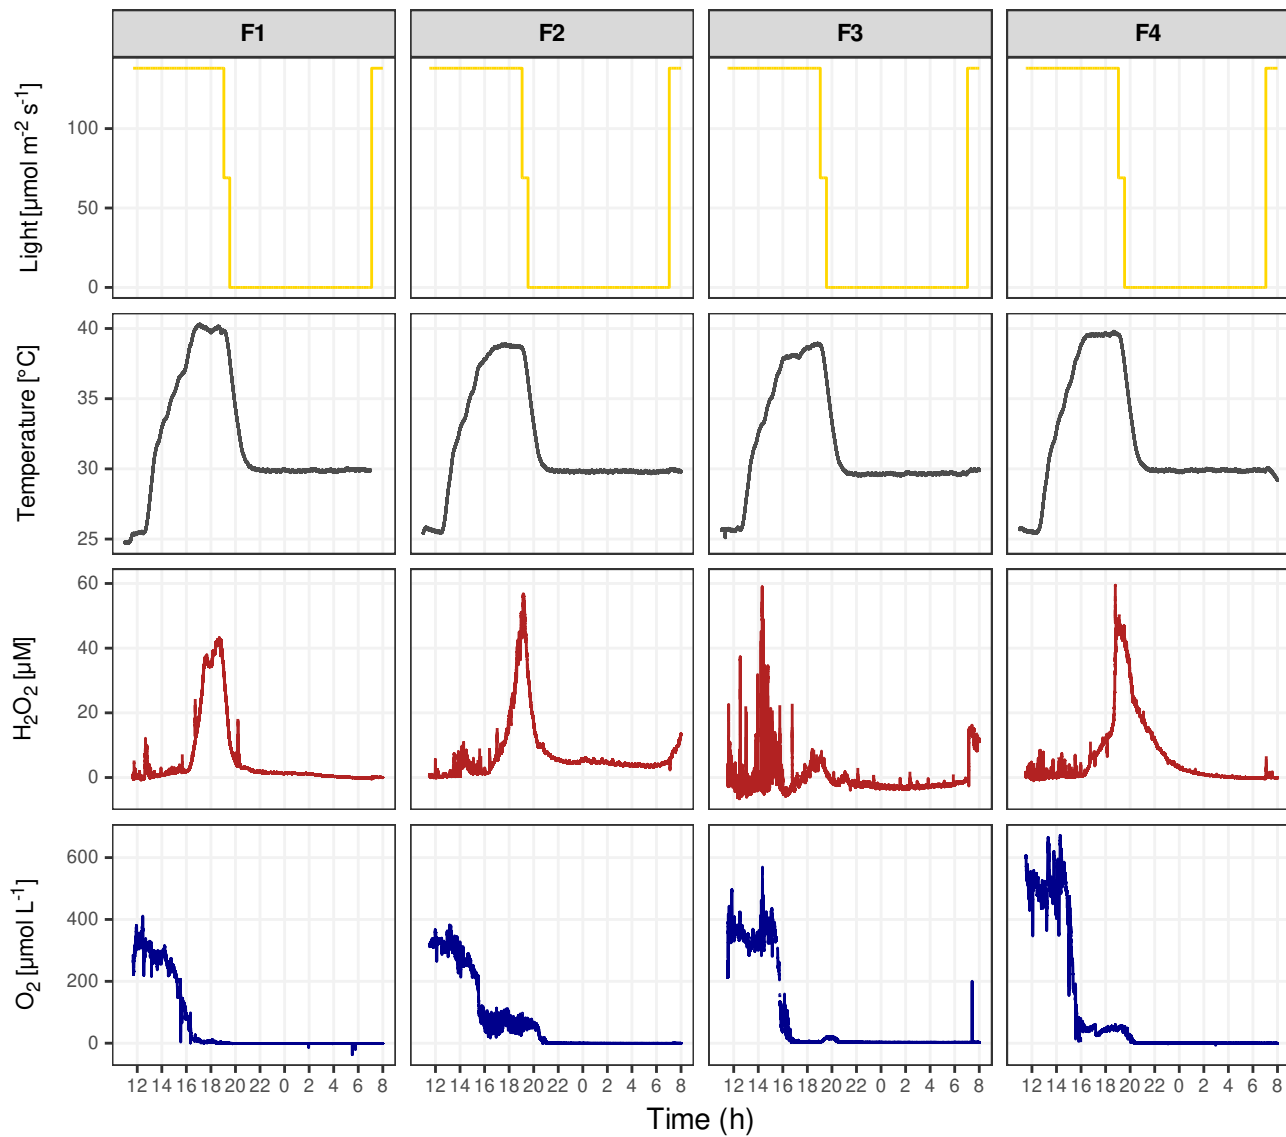 F1 F2 F3 F4
Light [µmol m⁻² s⁻¹]
100
50
0
Temperature [°C]
40
35
30
25
H₂O₂ [µM]
60
40
20
0
O₂ [µmol L⁻¹]
600
400
200
0
12 14 16 18 20 22 0 2 4 6 8 12 14 16 18 20 22 0 2 4 6 8 12 14 16 18 20 22 0 2 4 6 8 12 14 16 18 20 22 0 2 4 6 8
Time (h)